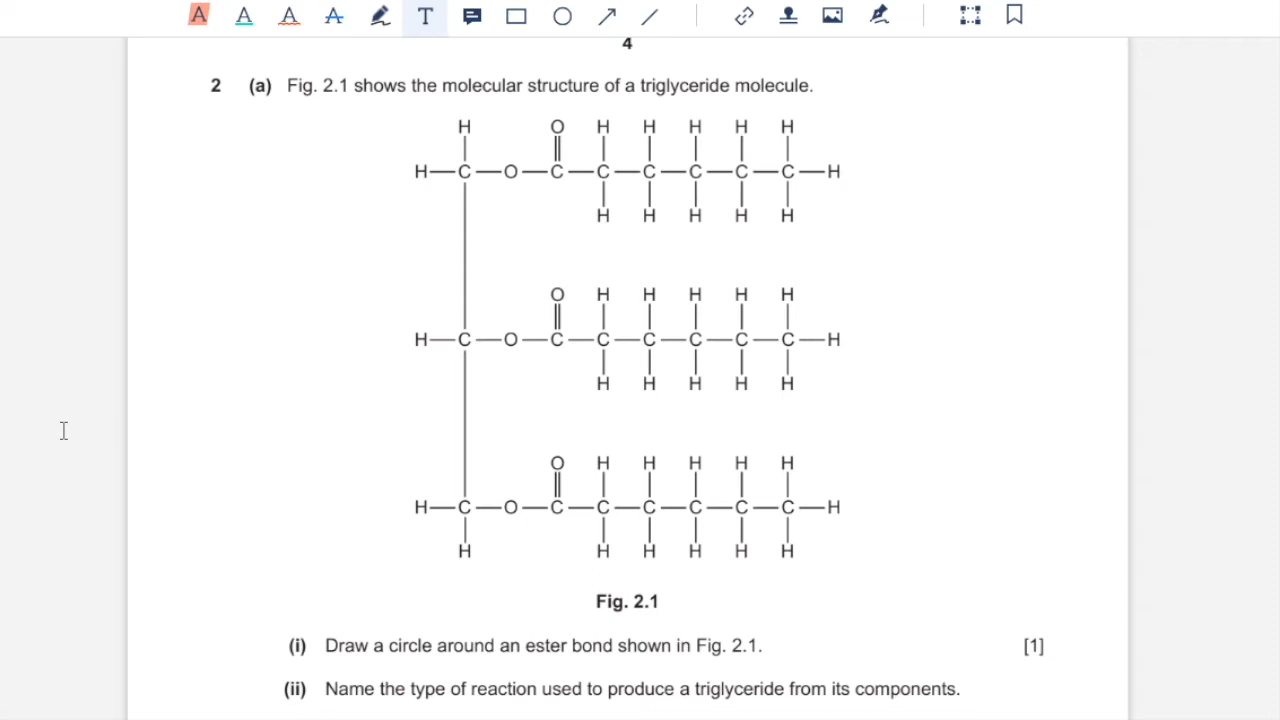 A A A A T
4
2 (a) Fig. 2.1 shows the molecular structure of a triglyceride molecule.
H O H H H H H
H C O C C C C C C H
H H H H H
O H H H H H
H C O C C C C C C H
H H H H H
O H H H H H
H C O C C C C C C H
H H H H H H
Fig. 2.1
(i) Draw a circle around an ester bond shown in Fig. 2.1. [1]
(ii) Name the type of reaction used to produce a triglyceride from its components.